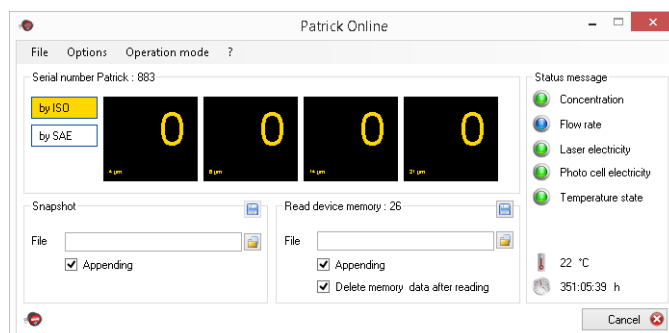 Patrick Online
File Options Operation mode ?
Serial number Patrick : 883
by ISO
by SAE
0 0 0 0
4 µm 6 µm 14 µm 21 µm
Status message
Concentration
Flow rate
Laser electricity
Photo cell electricity
Temperature state
22 °C
351:05:39 h
Snapshot
File
Appending
Read device memory : 26
File
Appending
Delete memory data after reading
Cancel